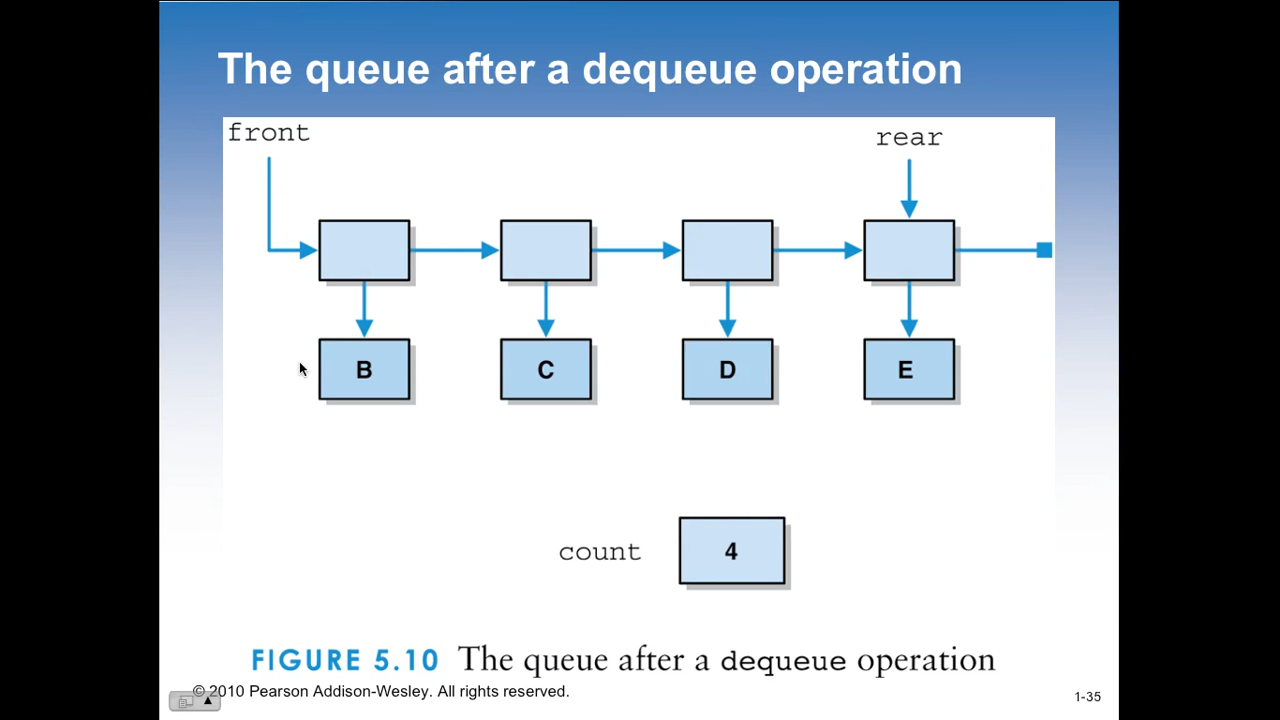 The queue after a dequeue operation
front
rear
B
C
D
E
count
4
FIGURE 5.10 The queue after a dequeue operation
© 2010 Pearson Addison-Wesley. All rights reserved.
1-35